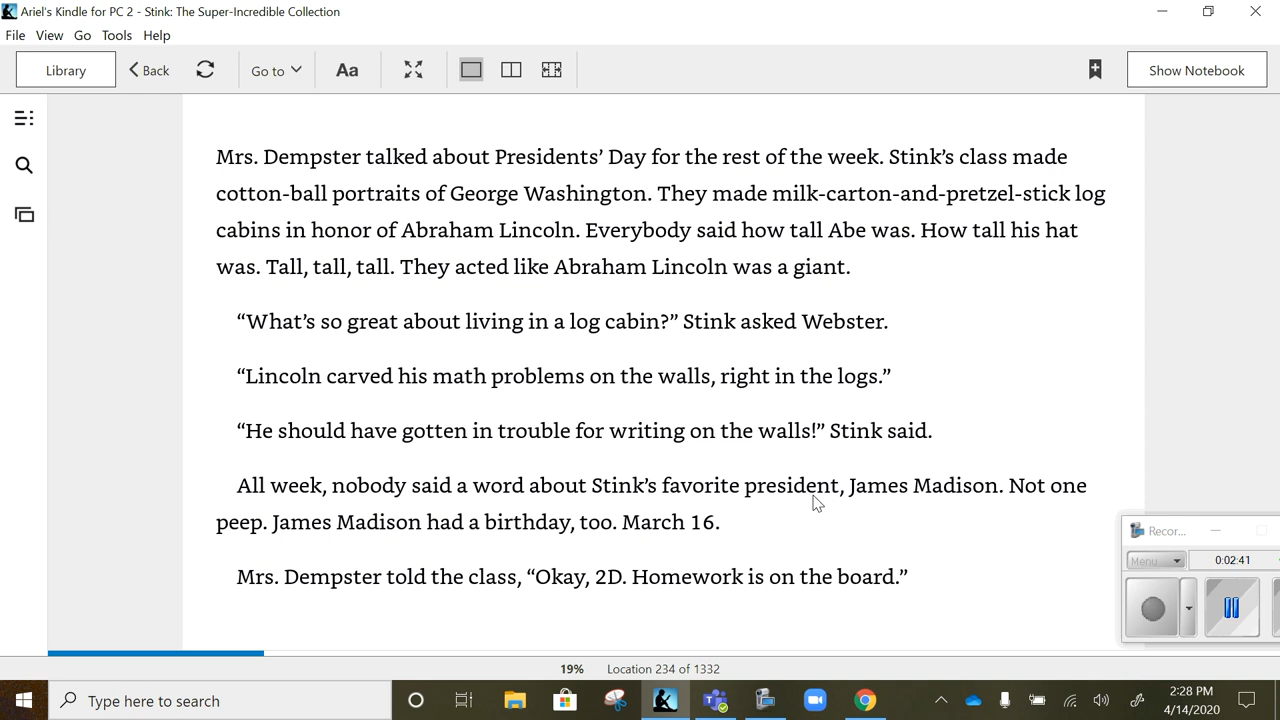 Ariel's Kindle for PC 2 - Stink: The Super-Incredible Collection
File View Go Tools Help
Library Back Go to Aa Show Notebook
Mrs. Dempster talked about Presidents’ Day for the rest of the week. Stink’s class made
cotton-ball portraits of George Washington. They made milk-carton-and-pretzel-stick log
cabins in honor of Abraham Lincoln. Everybody said how tall Abe was. How tall his hat
was. Tall, tall, tall. They acted like Abraham Lincoln was a giant.
“What’s so great about living in a log cabin?” Stink asked Webster.
“Lincoln carved his math problems on the walls, right in the logs.”
“He should have gotten in trouble for writing on the walls!” Stink said.
All week, nobody said a word about Stink’s favorite president, James Madison. Not one
peep. James Madison had a birthday, too. March 16.
Mrs. Dempster told the class, “Okay, 2D. Homework is on the board.”
Recor...
Menu 0:02:41
19% Location 234 of 1332
Type here to search
2:28 PM
4/14/2020